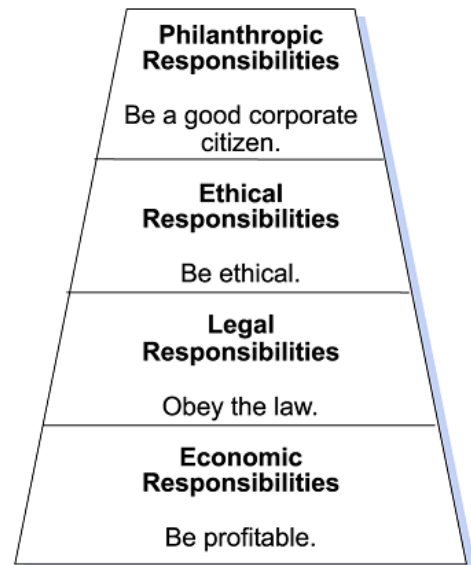 Philanthropic
Responsibilities
Be a good corporate
citizen.
Ethical
Responsibilities
Be ethical.
Legal
Responsibilities
Obey the law.
Economic
Responsibilities
Be profitable.